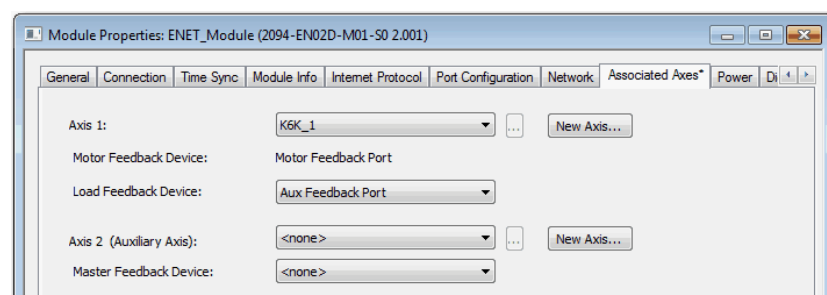 Module Properties: ENET_Module (2094-EN02D-M01-S0 2.001)
General Connection Time Sync Module Info Internet Protocol Port Configuration Network Associated Axes* Power Di
Axis 1: K6K_1 ... New Axis...
Motor Feedback Device: Motor Feedback Port
Load Feedback Device: Aux Feedback Port
Axis 2 (Auxiliary Axis): <none> ... New Axis...
Master Feedback Device: <none>